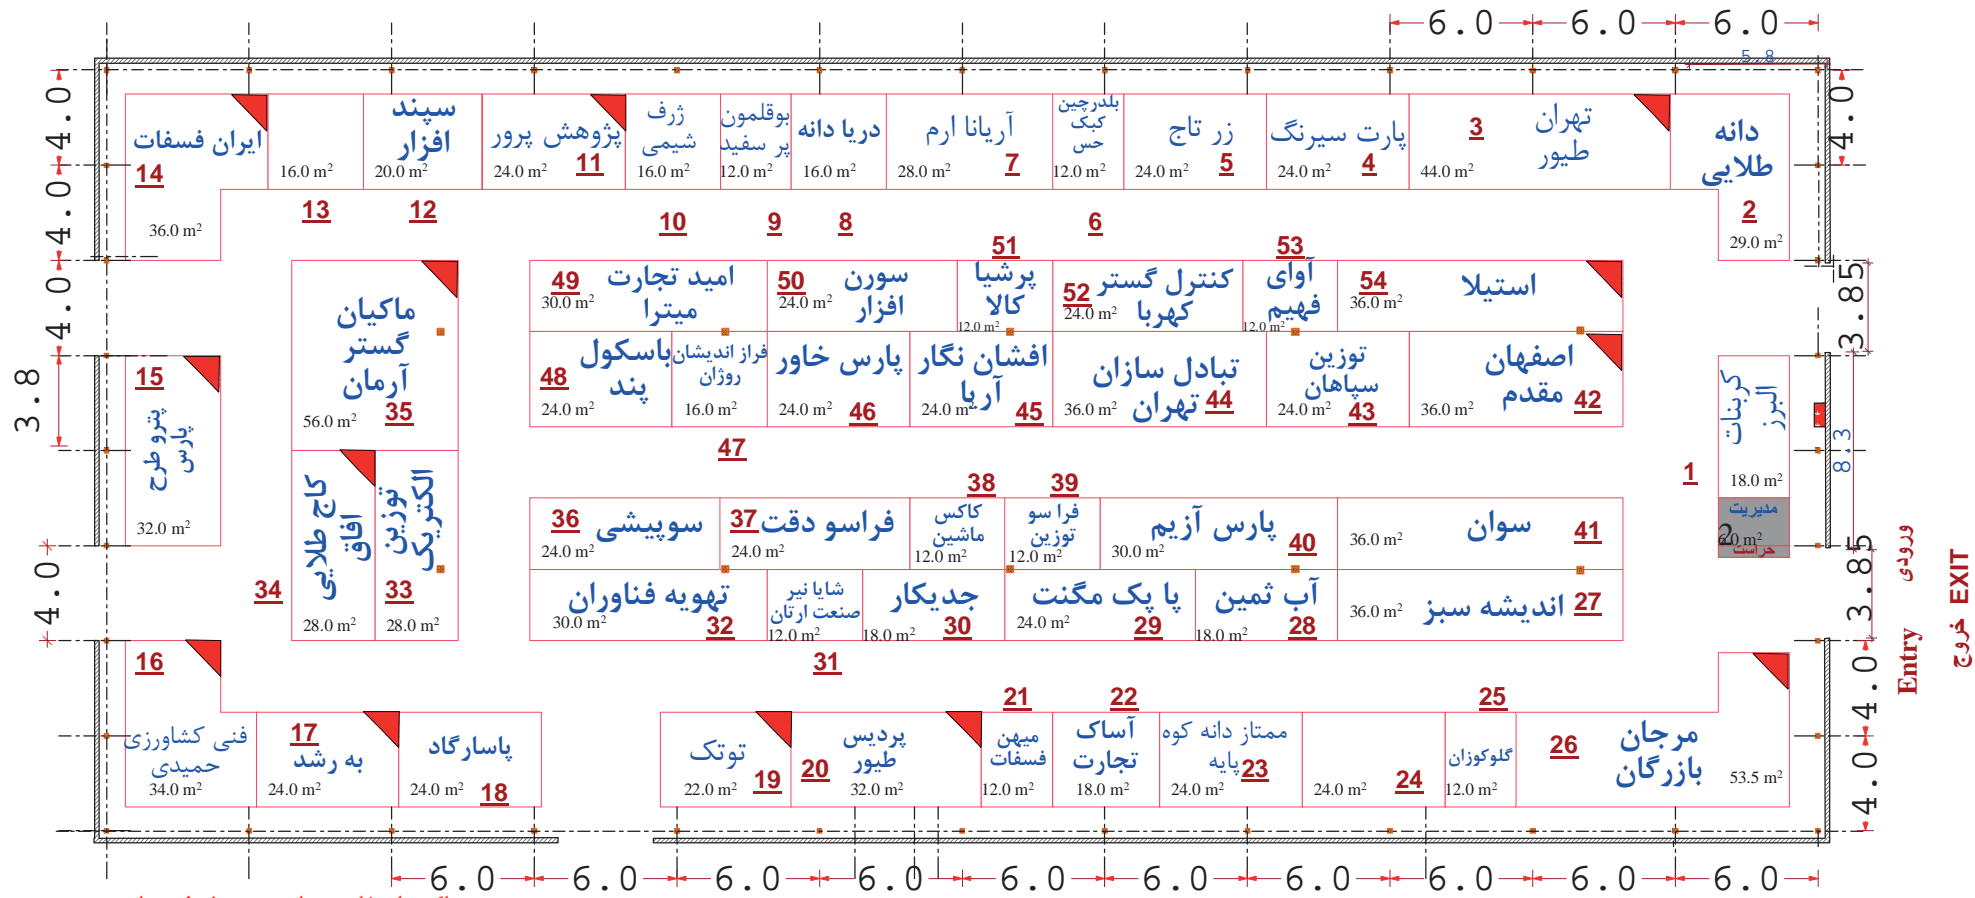 6.0 6.0 6.0
5.8
4.0
4.0
4.0
3.8
4.0
ایران فسفات
14
36.0 m²
16.0 m²
13
سپند
افزار
20.0 m²
12
پژوهش پرور
24.0 m²
11
ژرف
شیمی
16.0 m²
10
بوقلمون
پر سفید
12.0 m²
9
دریا دانه
16.0 m²
8
آریانا ارم
28.0 m²
7
بلدرچین
کبک
حس
12.0 m²
6
زر تاج
24.0 m²
5
پارت سیرنگ
24.0 m²
4
تهران
طیور
3
44.0 m²
دانه
طلایی
2
29.0 m²
4.0
3.85
8.3
3.85
4.0
4.0
ماکیان
گستر
آرمان
35
56.0 m²
49
امید تجارت
میترا
30.0 m²
50
سورن
افزار
24.0 m²
51
پرشیا
کالا
12.0 m²
52
کنترل گستر
کهربا
24.0 m²
53
آوای
فهیم
12.0 m²
54
استیلا
36.0 m²
48
باسکول
پند
24.0 m²
فراز اندیشان
روژان
16.0 m²
47
پارس خاور
24.0 m²
46
افشان نگار
آریا
24.0 m²
45
تبادل سازان
تهران
36.0 m²
44
توزین
سپاهان
24.0 m²
43
اصفهان
مقدم
36.0 m²
42
15
پترو طرح
پارس
32.0 m²
کاج طلایی
آفاق
28.0 m²
34
توزین
الکتریک
33
28.0 m²
36
سوپیشی
24.0 m²
37
فراسو دقت
24.0 m²
38
کاکس
ماشین
12.0 m²
39
فرا سو
توزین
12.0 m²
پارس آزیم
30.0 m²
40
سوان
36.0 m²
41
کربنات
البرز
18.0 m²
1
مدیریت
6.0 m²
حراست
تهویه فناوران
30.0 m²
32
شایا نیر
صنعت آرتان
12.0 m²
31
جدیکار
18.0 m²
30
پا پک مگنت
24.0 m²
29
آب ثمین
18.0 m²
28
اندیشه سبز
36.0 m²
27
ورودی Entry
خروج EXIT
16
فنی کشاورزی
حمیدی
34.0 m²
17
به رشد
24.0 m²
پاسارگاد
24.0 m²
18
توتک
22.0 m²
19
پردیس
طیور
20
32.0 m²
21
میهن
فسفات
12.0 m²
22
آساک
تجارت
18.0 m²
ممتاز دانه کوه
پایه
24.0 m²
23
24.0 m²
24
25
گلوکوزان
12.0 m²
26
مرجان
بازرگان
53.5 m²
6.0 6.0 6.0 6.0 6.0 6.0 6.0 6.0 6.0 6.0